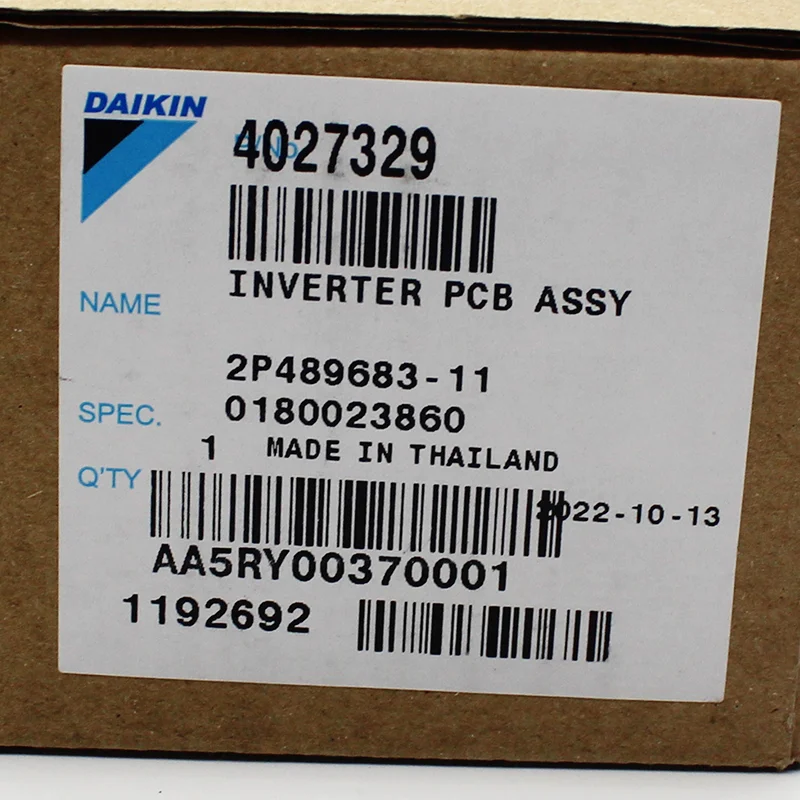 DAIKIN
P/No. 4027329
NAME INVERTER PCB ASSY
2P489683-11
SPEC. 0180023860
1 MADE IN THAILAND
Q'TY
2022-10-13
AA5RY00370001
1192692